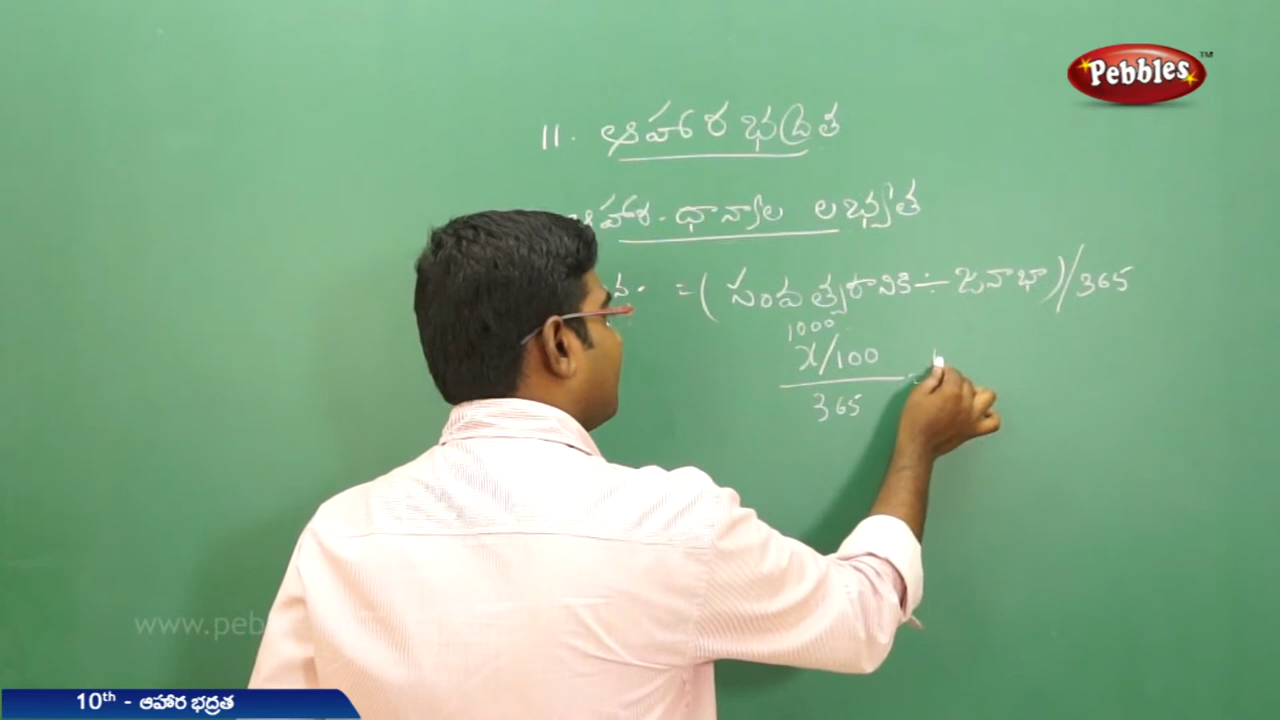 Pebbles™
11. ఆహార భద్రత
ఆహార-ధాన్యాల లభ్యత
= ( సంవత్సరానికి ÷ జనాభా ) / 365
1000
x/100
365
www.peb
10th - ఆహార భద్రత